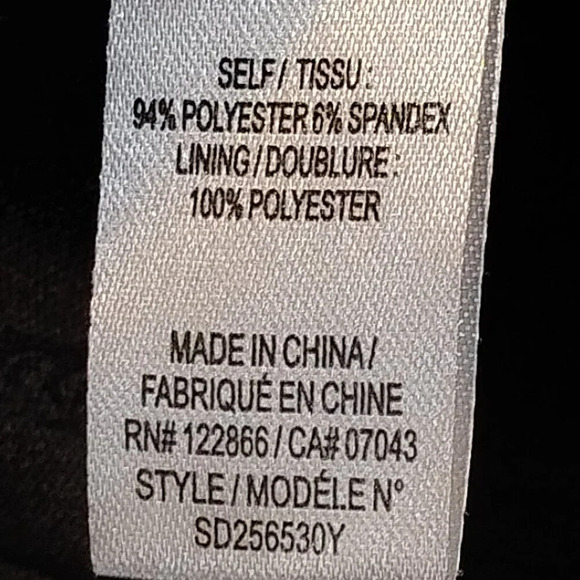 SELF/ TISSU:
94% POLYESTER 6% SPANDEX
LINING/DOUBLURE:
100% POLYESTER
MADE IN CHINA/
FABRIQUÉ EN CHINE
RN# 122866 / CA# 07043
STYLE/MODÉLE N°
SD256530Y